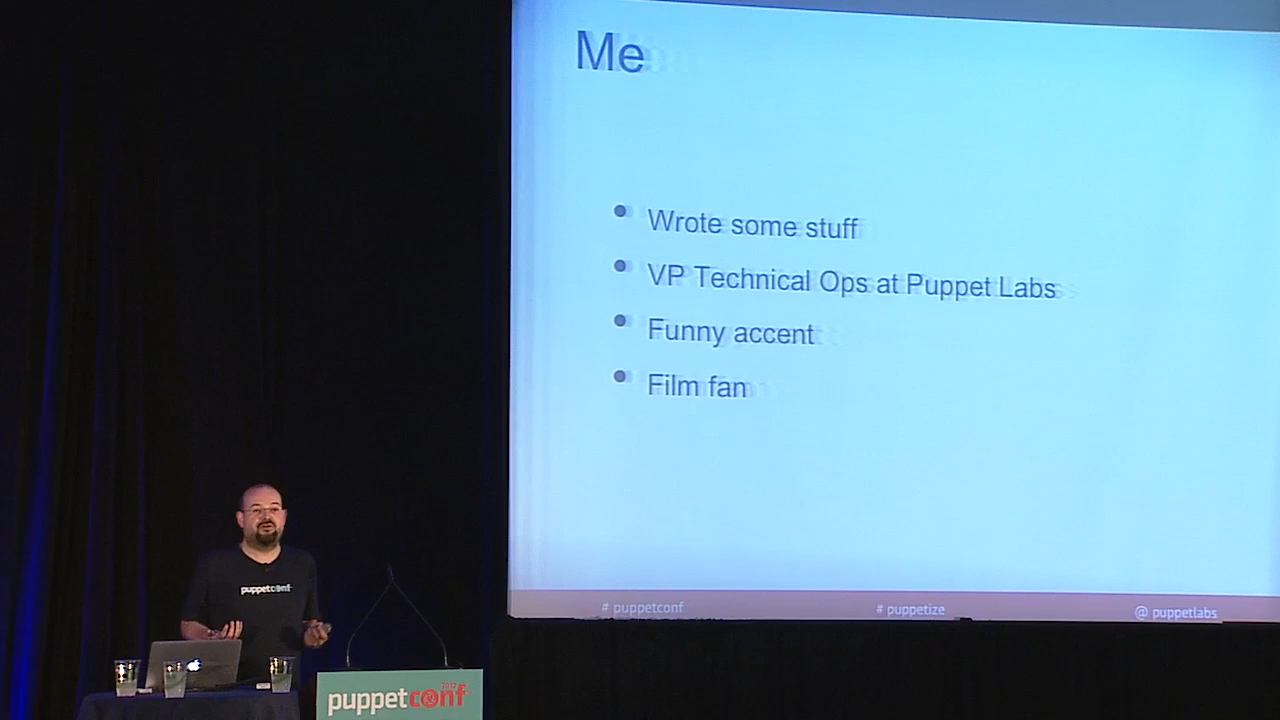 Me
Wrote some stuff
VP Technical Ops at Puppet Labs
Funny accent
Film fan
# puppetconf
# puppetize
@ puppetlabs
puppetconf
puppetconf
2012